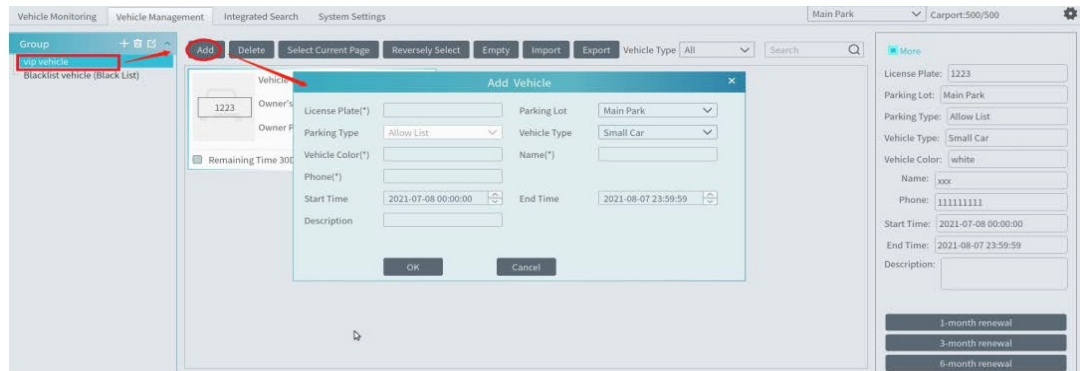 Vehicle Monitoring Vehicle Management Integrated Search System Settings Main Park Carport:500/500
Group
vip vehicle
Blacklist vehicle (Black List)
Add Delete Select Current Page Reversely Select Empty Import Export Vehicle Type All Search
Vehicle
1223
Owner's
Owner P
Remaining Time 30D
Add Vehicle
License Plate(*) Parking Lot Main Park
Parking Type Allow List Vehicle Type Small Car
Vehicle Color(*) Name(*)
Phone(*)
Start Time 2021-07-08 00:00:00 End Time 2021-08-07 23:59:59
Description
OK Cancel
More
License Plate: 1223
Parking Lot: Main Park
Parking Type: Allow List
Vehicle Type: Small Car
Vehicle Color: white
Name: xxx
Phone: 111111111
Start Time: 2021-07-08 00:00:00
End Time: 2021-08-07 23:59:59
Description:
1-month renewal
3-month renewal
6-month renewal